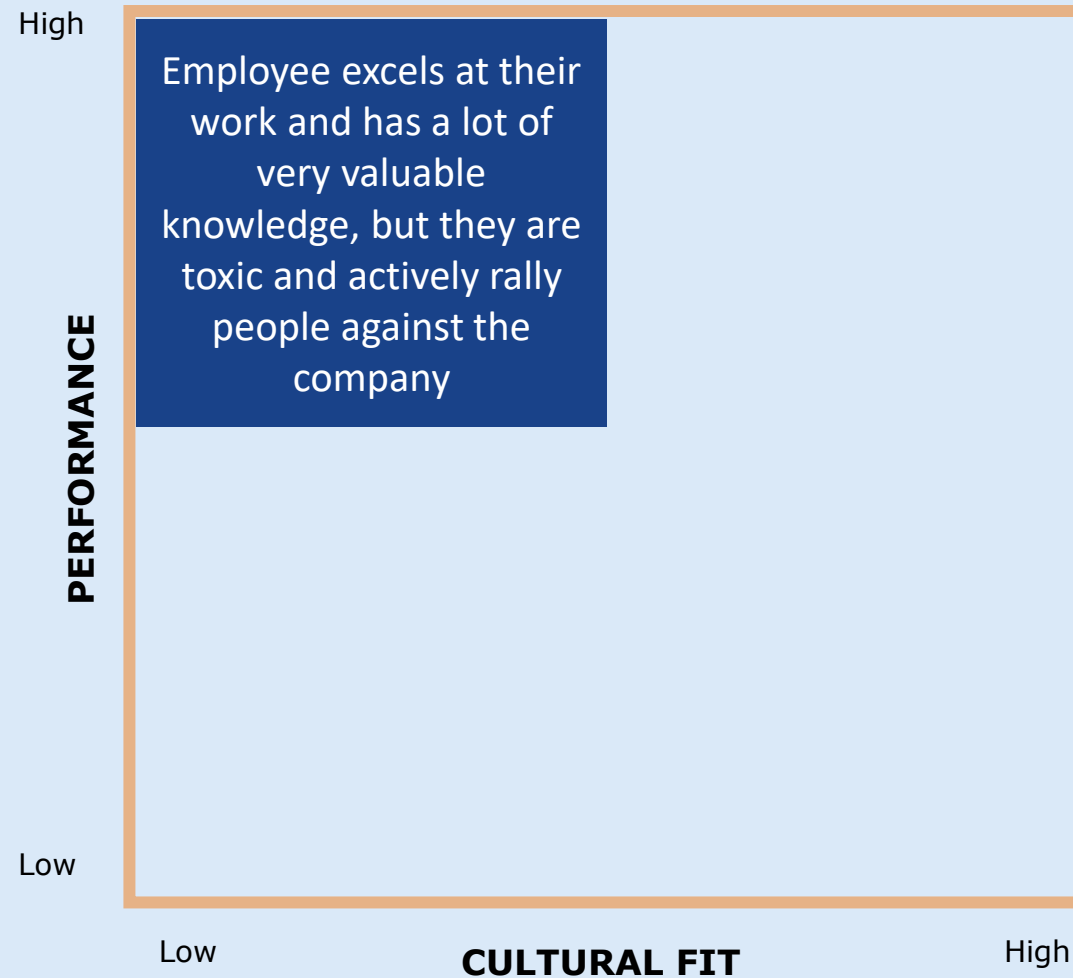 High
Employee excels at their
work and has a lot of
very valuable
knowledge, but they are
toxic and actively rally
people against the
company
PERFORMANCE
Low
Low
CULTURAL FIT
High